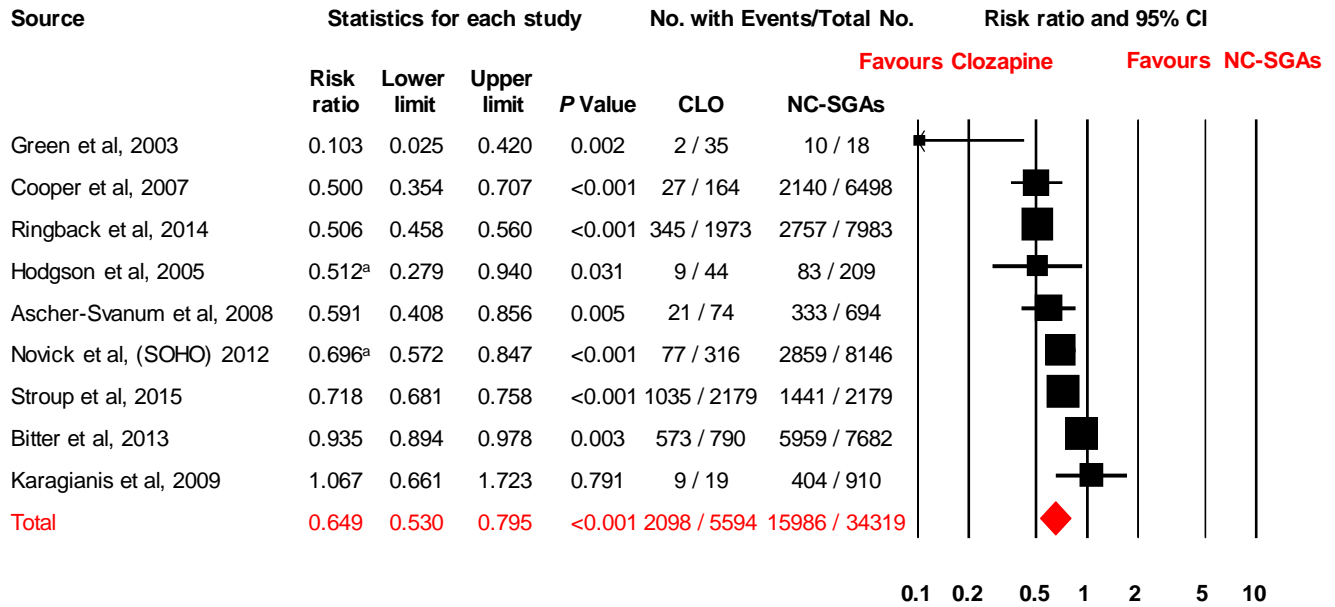 Source Statistics for each study No. with Events/Total No. Risk ratio and 95% CI
Favours Clozapine Favours NC-SGAs
Risk ratio Lower limit Upper limit P Value CLO NC-SGAs
Green et al, 2003 0.103 0.025 0.420 0.002 2 / 35 10 / 18
Cooper et al, 2007 0.500 0.354 0.707 <0.001 27 / 164 2140 / 6498
Ringback et al, 2014 0.506 0.458 0.560 <0.001 345 / 1973 2757 / 7983
Hodgson et al, 2005 0.512a 0.279 0.940 0.031 9 / 44 83 / 209
Ascher-Svanum et al, 2008 0.591 0.408 0.856 0.005 21 / 74 333 / 694
Novick et al, (SOHO) 2012 0.696a 0.572 0.847 <0.001 77 / 316 2859 / 8146
Stroup et al, 2015 0.718 0.681 0.758 <0.001 1035 / 2179 1441 / 2179
Bitter et al, 2013 0.935 0.894 0.978 0.003 573 / 790 5959 / 7682
Karagianis et al, 2009 1.067 0.661 1.723 0.791 9 / 19 404 / 910
Total 0.649 0.530 0.795 <0.001 2098 / 5594 15986 / 34319
0.1 0.2 0.5 1 2 5 10